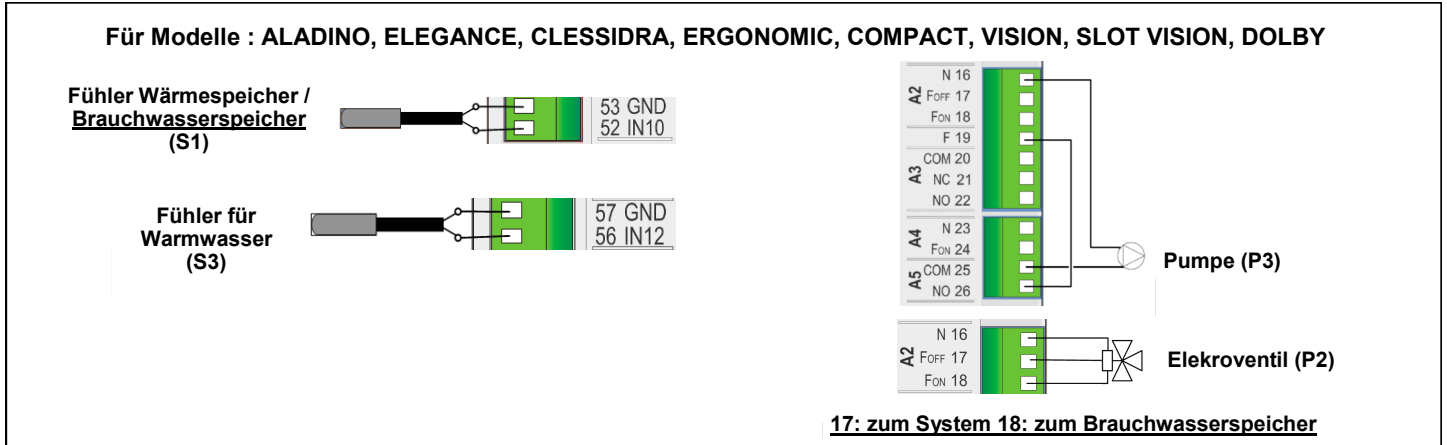 Für Modelle : ALADINO, ELEGANCE, CLESSIDRA, ERGONOMIC, COMPACT, VISION, SLOT VISION, DOLBY
Fühler Wärmespeicher /
Brauchwasserspeicher
(S1)
53 GND
52 IN10
Fühler für
Warmwasser
(S3)
57 GND
56 IN12
A2
N 16
FOFF 17
FON 18
F 19
A3
COM 20
NC 21
NO 22
A4
N 23
FON 24
A5
COM 25
NO 26
Pumpe (P3)
A2
N 16
FOFF 17
FON 18
Elekroventil (P2)
17: zum System 18: zum Brauchwasserspeicher